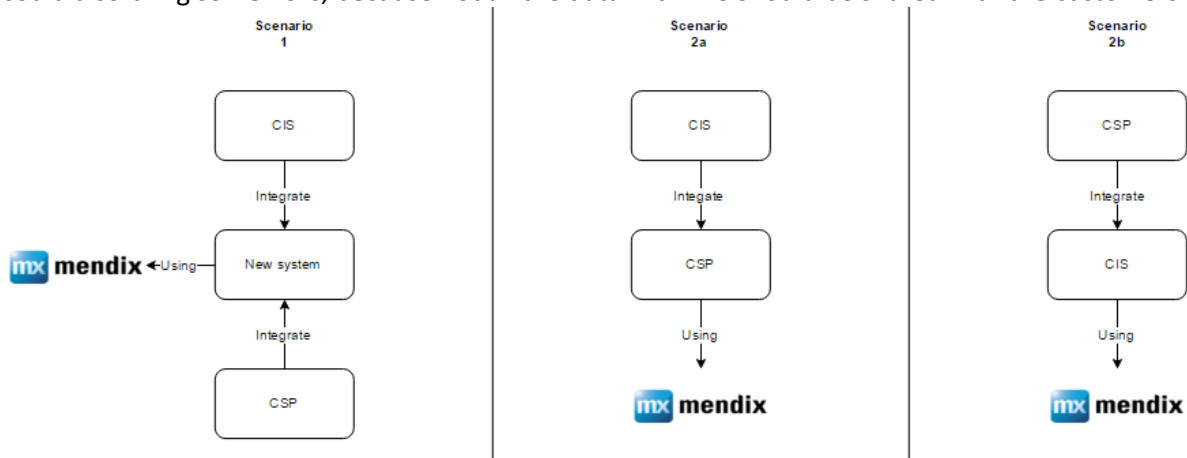 Scenario
1
CIS
Integrate
mx mendix
Using
New system
Integrate
CSP
Scenario
2a
CIS
Integate
CSP
Using
mx mendix
Scenario
2b
CSP
Integrate
CIS
Using
mx mendix